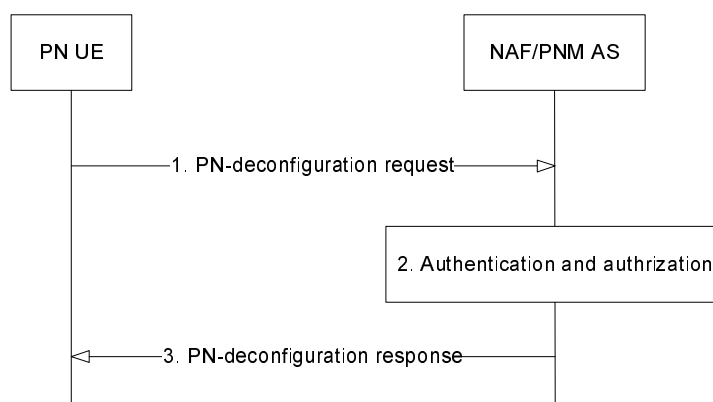 PN UE
NAF/PNM AS
1. PN-deconfiguration request
2. Authentication and authrization
3. PN-deconfiguration response